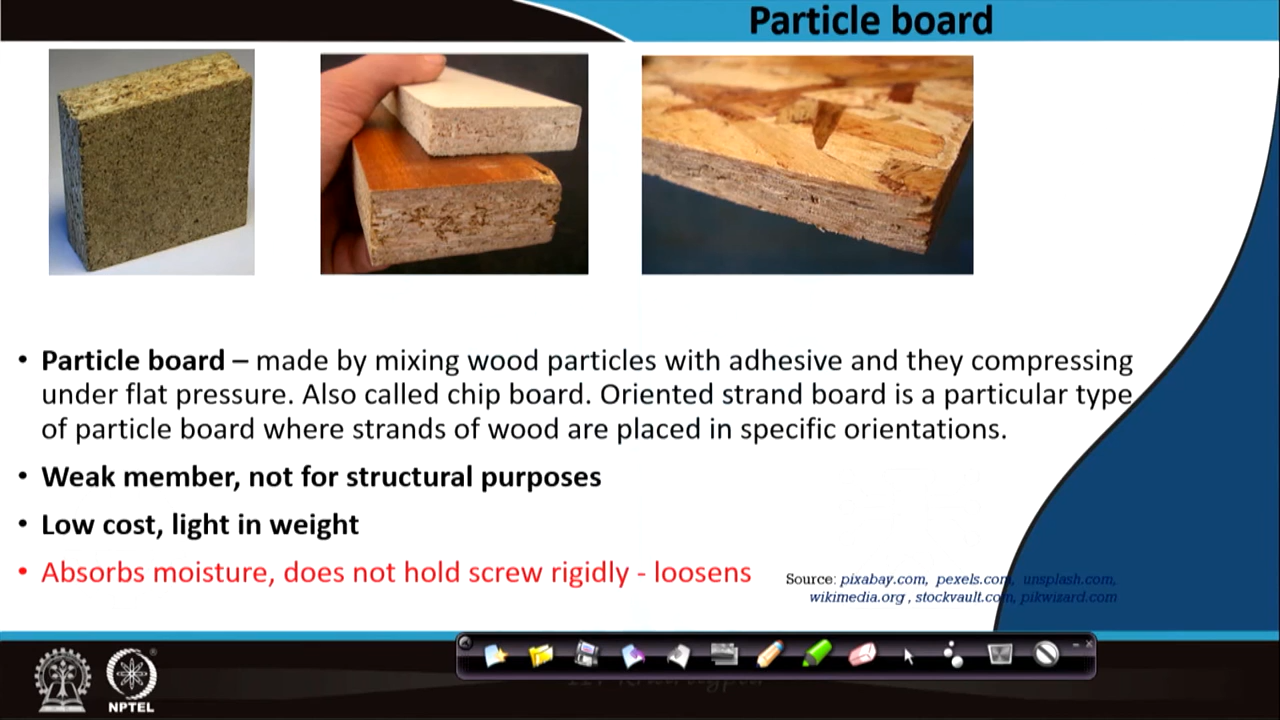 Particle board
• Particle board – made by mixing wood particles with adhesive and they compressing
under flat pressure. Also called chip board. Oriented strand board is a particular type
of particle board where strands of wood are placed in specific orientations.
• Weak member, not for structural purposes
• Low cost, light in weight
• Absorbs moisture, does not hold screw rigidly - loosens
Source: pixabay.com, pexels.com, unsplash.com,
wikimedia.org , stockvault.com, pikwizard.com
NPTEL